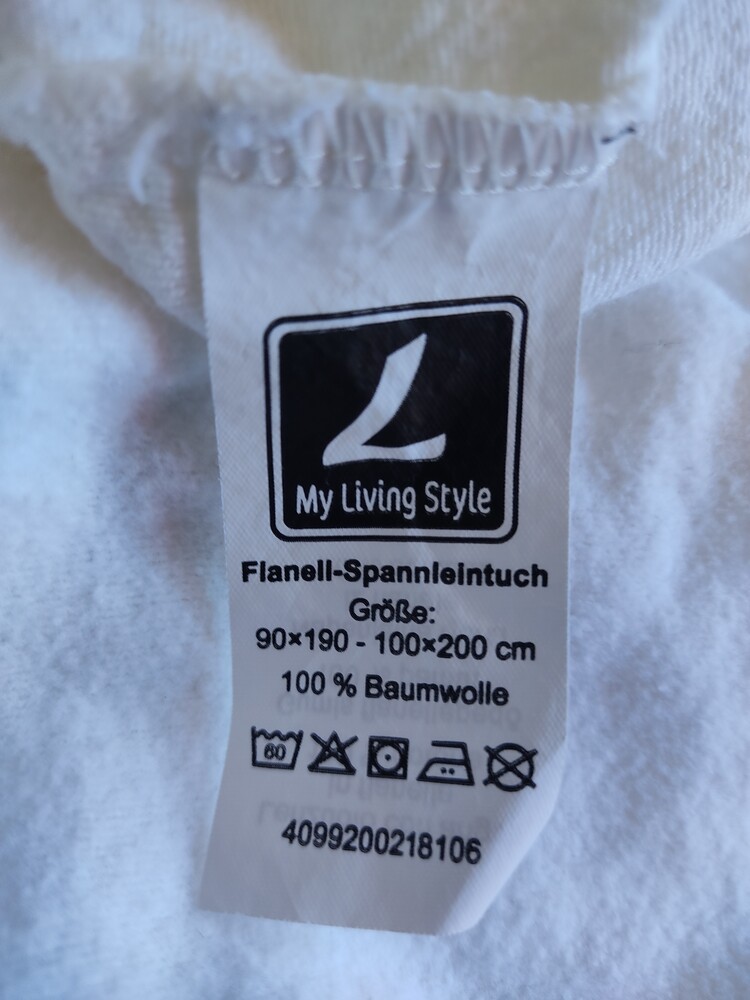 L
My Living Style
Flanell-Spannleintuch
Größe:
90×190 - 100×200 cm
100 % Baumwolle
60
4099200218106